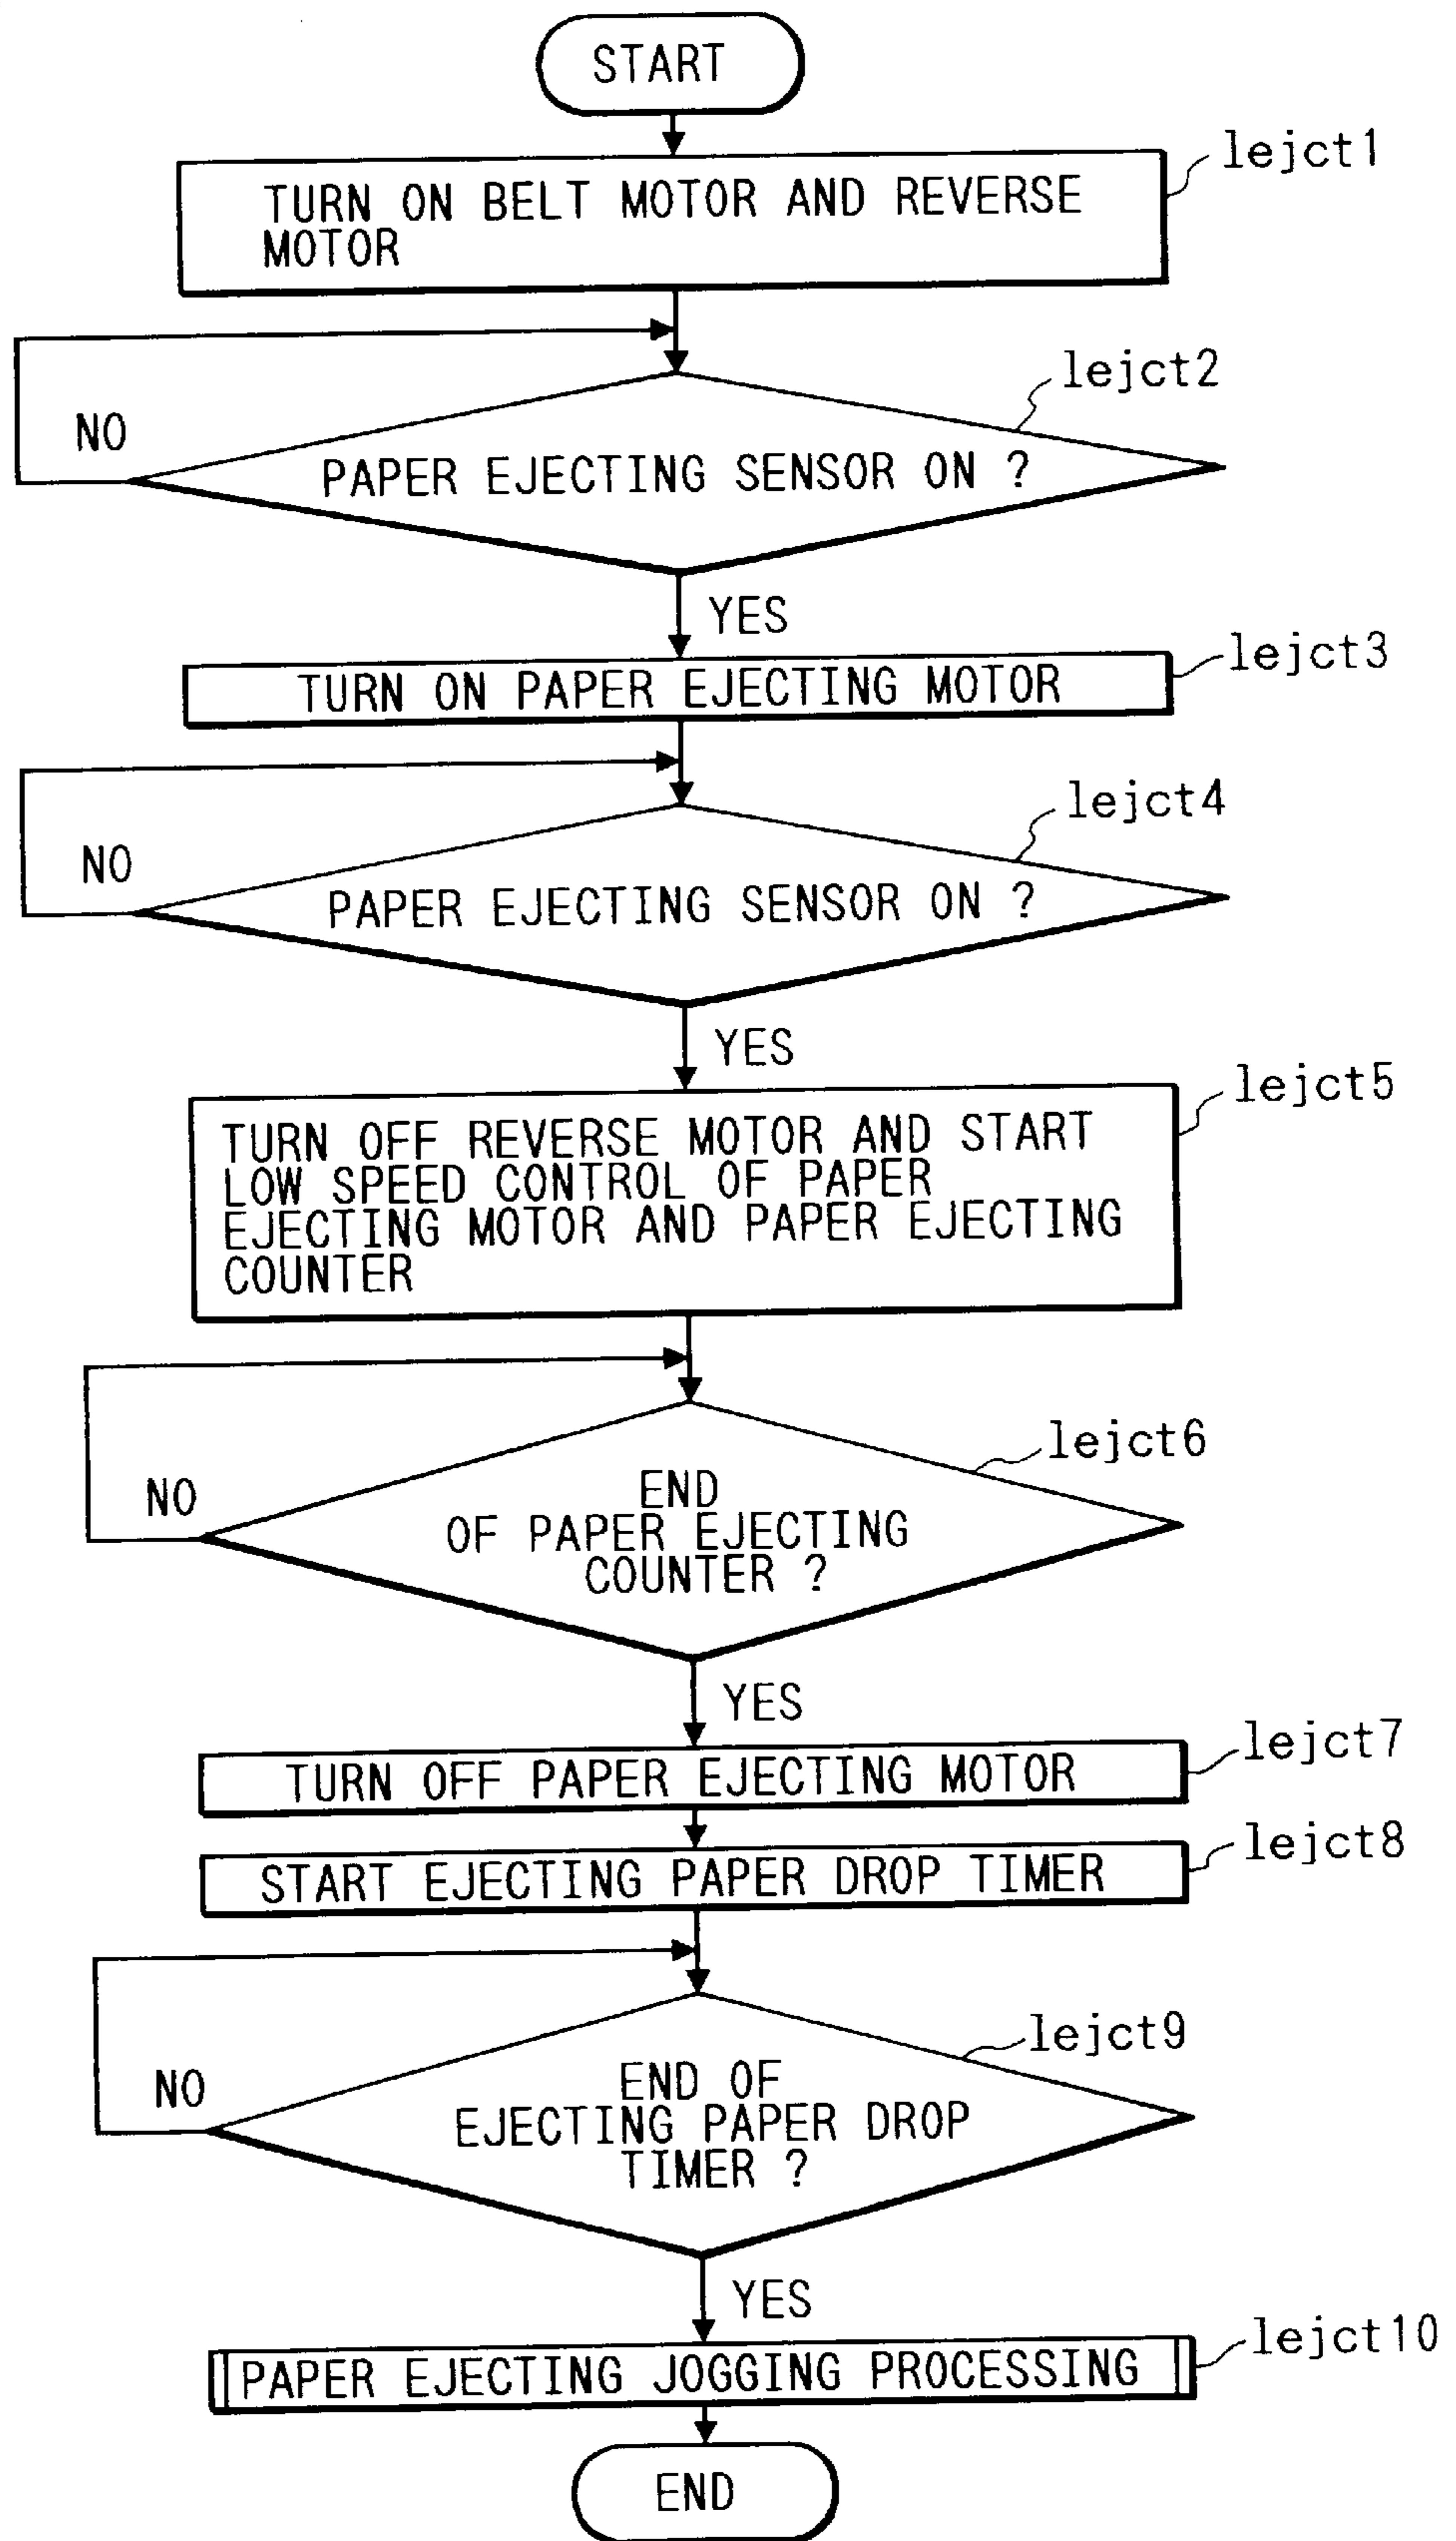 START
lejct1
TURN ON BELT MOTOR AND REVERSE
MOTOR
lejct2
NO
PAPER EJECTING SENSOR ON ?
YES
lejct3
TURN ON PAPER EJECTING MOTOR
lejct4
NO
PAPER EJECTING SENSOR ON ?
YES
lejct5
TURN OFF REVERSE MOTOR AND START
LOW SPEED CONTROL OF PAPER
EJECTING MOTOR AND PAPER EJECTING
COUNTER
lejct6
NO
END
OF PAPER EJECTING
COUNTER ?
YES
lejct7
TURN OFF PAPER EJECTING MOTOR
lejct8
START EJECTING PAPER DROP TIMER
lejct9
NO
END OF
EJECTING PAPER DROP
TIMER ?
YES
lejct10
PAPER EJECTING JOGGING PROCESSING
END